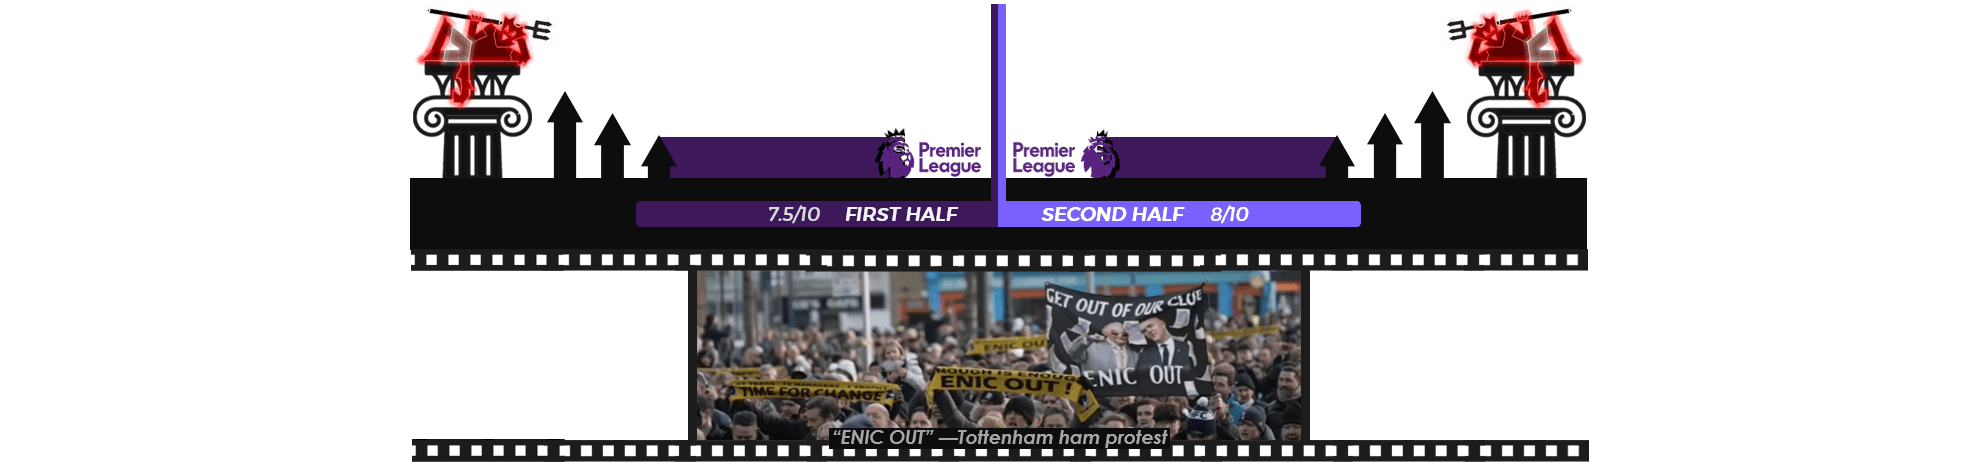 Premier
League
Premier
League
7.5/10 FIRST HALF
SECOND HALF 8/10
GET OUT OF OUR CLUB
ENIC OUT
ENIC OUT
ENOUGH IS ENOUGH
ENIC OUT !
TIME FOR CHANGE
“ENIC OUT” —Tottenham ham protest